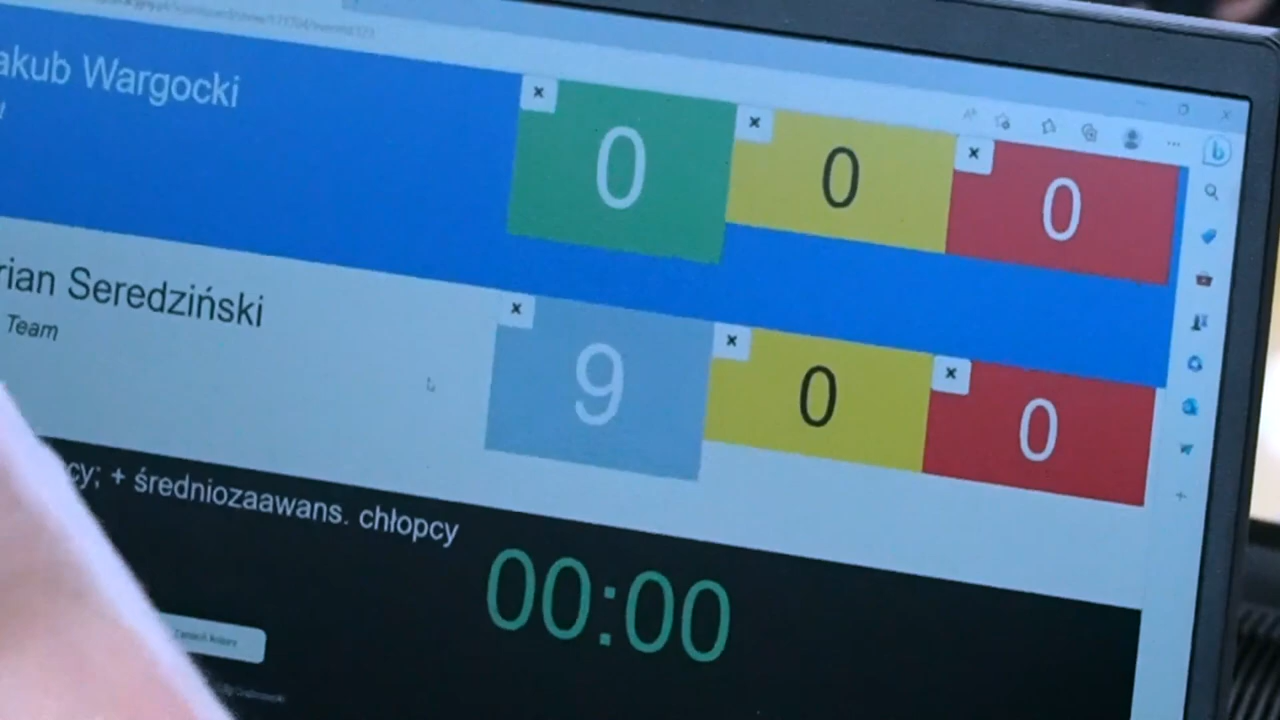 akub Wargocki
0
0
0
rian Seredziński
Team
9
0
0
cy; + średniozaawans. chłopcy
00:00